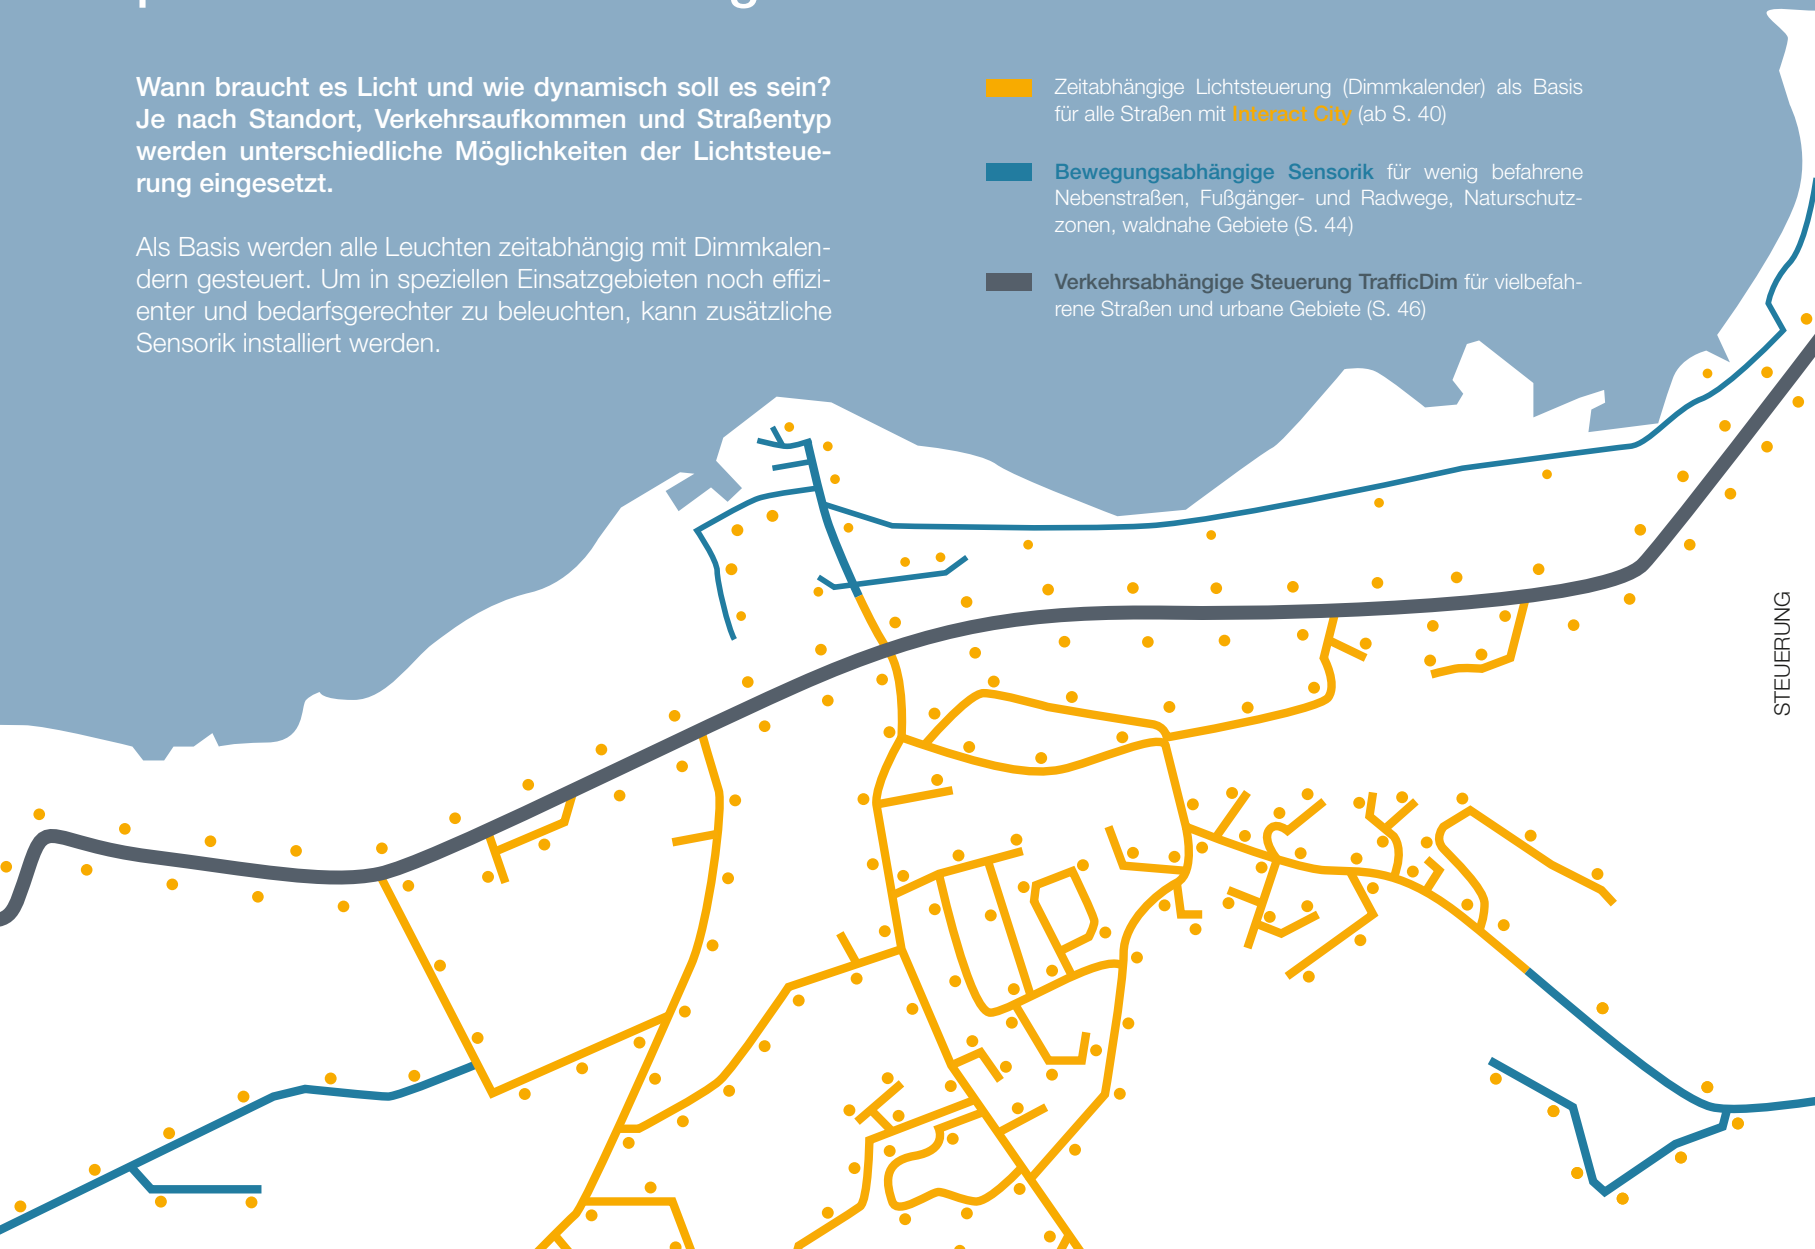 Wann braucht es Licht und wie dynamisch soll es sein?
Je nach Standort, Verkehrsaufkommen und Straßentyp
werden unterschiedliche Möglichkeiten der Lichtsteue-
rung eingesetzt.
Als Basis werden alle Leuchten zeitabhängig mit Dimmkalen-
dern gesteuert. Um in speziellen Einsatzgebieten noch effizi-
enter und bedarfsgerechter zu beleuchten, kann zusätzliche
Sensorik installiert werden.
Zeitabhängige Lichtsteuerung (Dimmkalender) als Basis
für alle Straßen mit Interact City (ab S. 40)
Bewegungsabhängige Sensorik für wenig befahrene
Nebenstraßen, Fußgänger- und Radwege, Naturschutz-
zonen, waldnahe Gebiete (S. 44)
Verkehrsabhängige Steuerung TrafficDim für vielbefah-
rene Straßen und urbane Gebiete (S. 46)
STEUERUNG